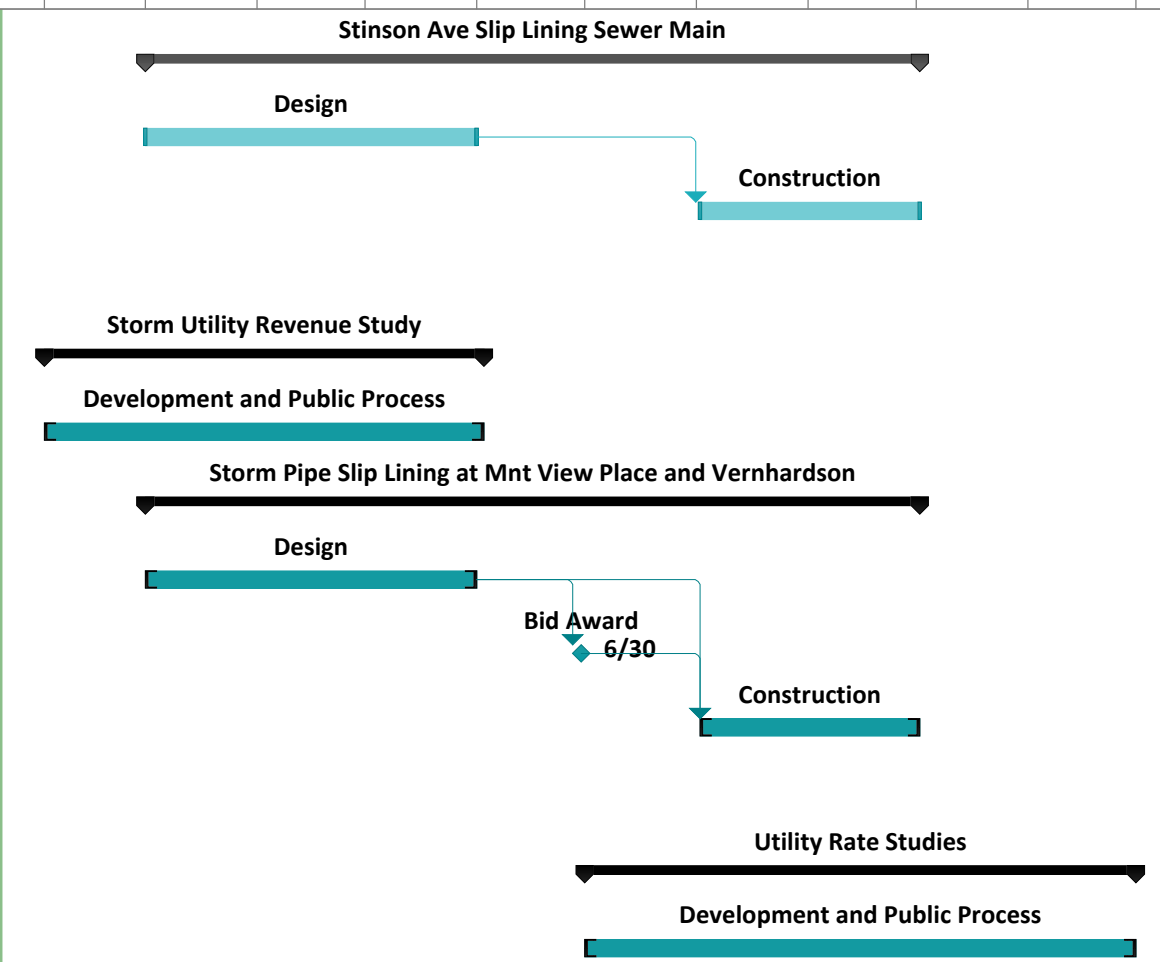 Stinson Ave Slip Lining Sewer Main
Design
Construction
Storm Utility Revenue Study
Development and Public Process
Storm Pipe Slip Lining at Mnt View Place and Vernhardson
Design
Bid Award
6/30
Construction
Utility Rate Studies
Development and Public Process